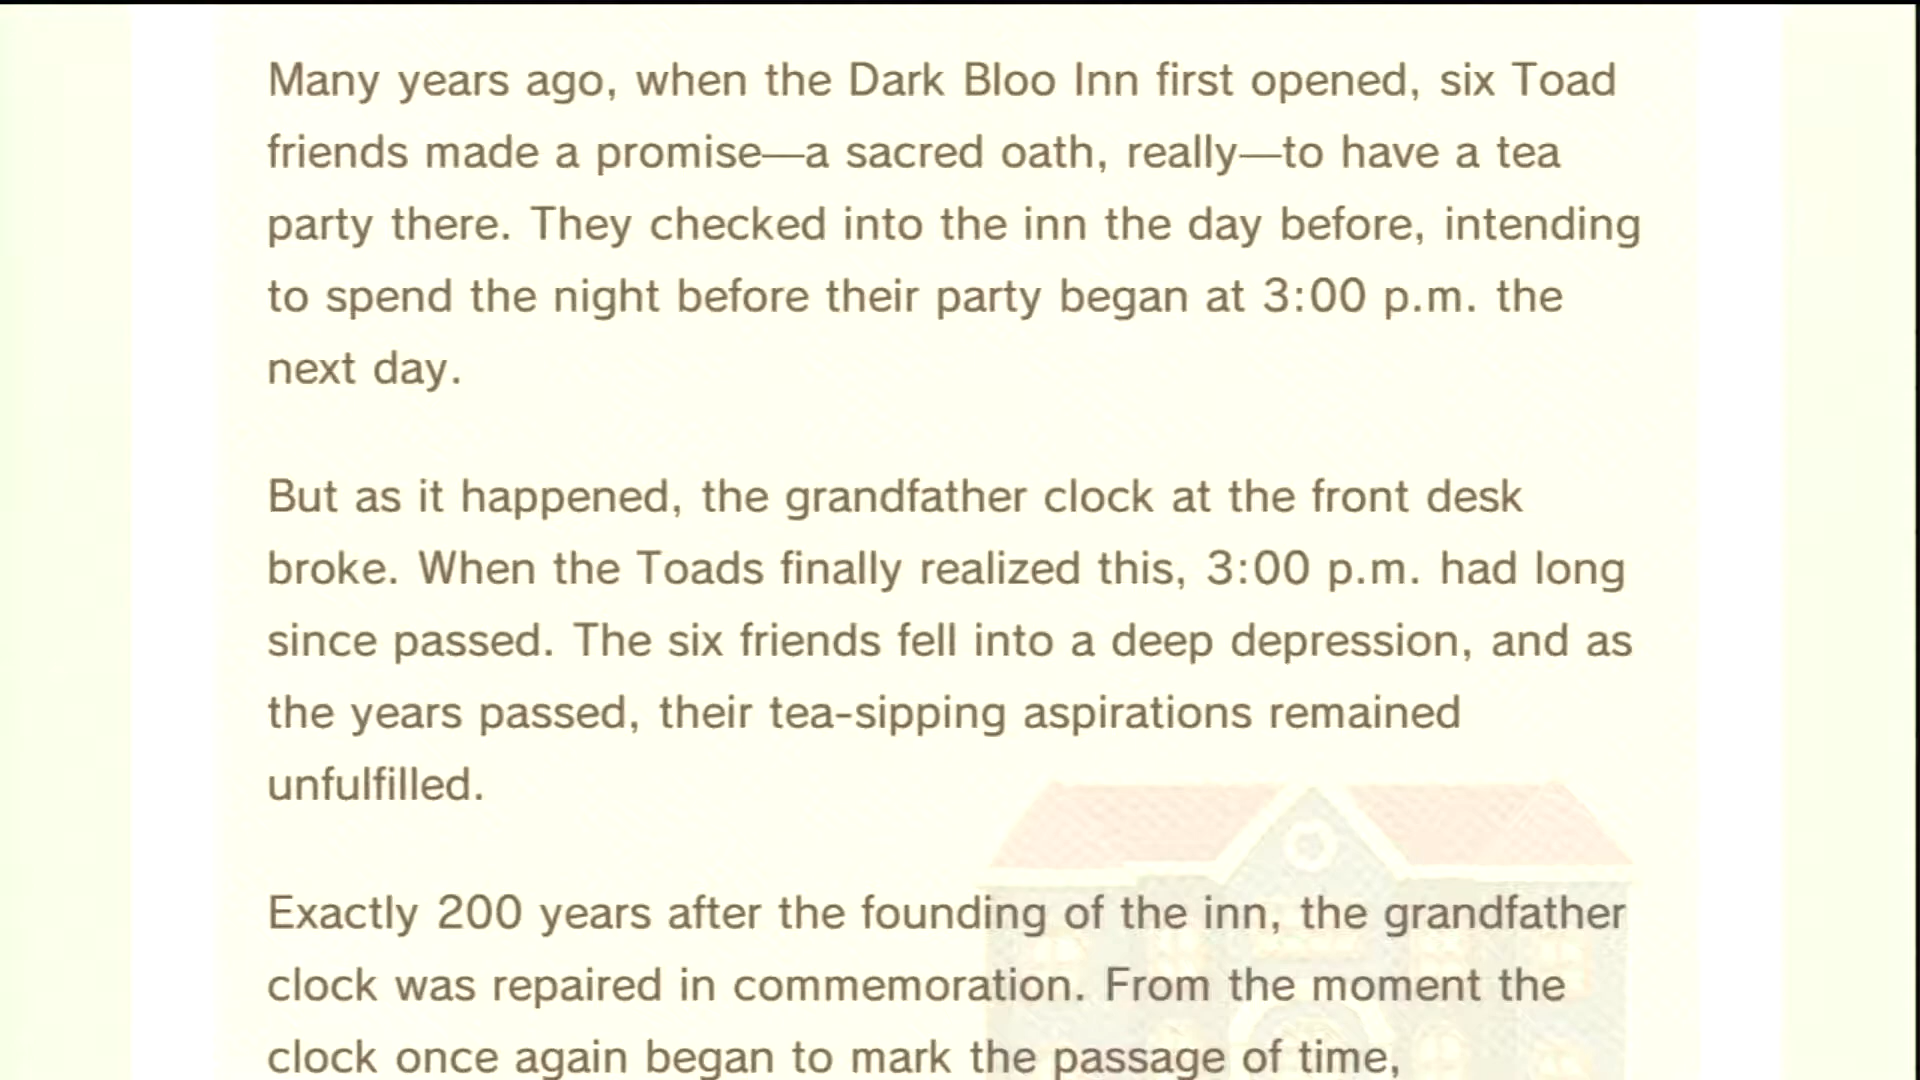 Many years ago, when the Dark Bloo Inn first opened, six Toad
friends made a promise—a sacred oath, really—to have a tea
party there. They checked into the inn the day before, intending
to spend the night before their party began at 3:00 p.m. the
next day.
But as it happened, the grandfather clock at the front desk
broke. When the Toads finally realized this, 3:00 p.m. had long
since passed. The six friends fell into a deep depression, and as
the years passed, their tea-sipping aspirations remained
unfulfilled.
Exactly 200 years after the founding of the inn, the grandfather
clock was repaired in commemoration. From the moment the
clock once again began to mark the passage of time,